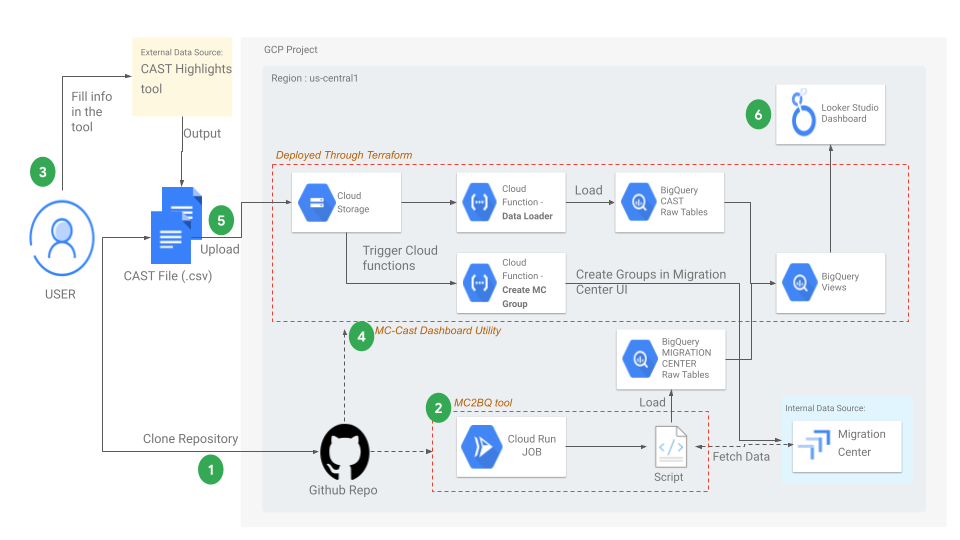 GCP Project
External Data Source:
CAST Highlights
tool
Region : us-central1
Fill info
in the
tool
Output
6
Looker Studio
Dashboard
3
Deployed Through Terraform
Cloud
Storage
Cloud
Function -
Data Loader
Load
BigQuery
CAST
Raw Tables
5
Upload
CAST File (.csv)
USER
Trigger Cloud
functions
Cloud
Function -
Create MC
Group
Create Groups in Migration
Center UI
BigQuery
Views
4
MC-Cast Dashboard Utility
BigQuery
MIGRATION
CENTER
Raw Tables
2
MC2BQ tool
Load
Internal Data Source:
Clone Repository
1
Github Repo
Cloud Run
JOB
Script
Fetch Data
Migration
Center